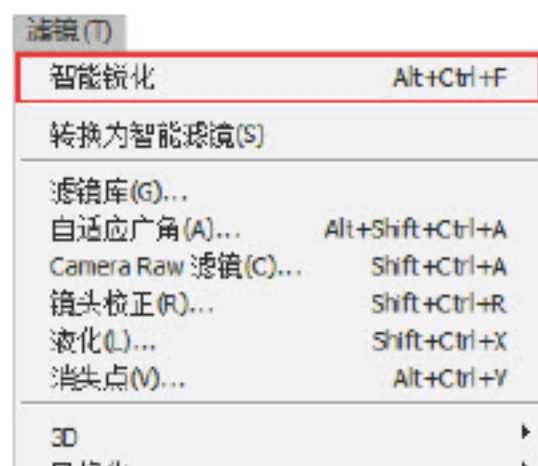 滤镜(T)
智能锐化 Alt+Ctrl+F
转换为智能滤镜(S)
滤镜库(G)...
自适应广角(A)... Alt+Shift+Ctrl+A
Camera Raw 滤镜(C)... Shift+Ctrl+A
镜头校正(R)... Shift+Ctrl+R
液化(L)... Shift+Ctrl+X
消失点(V)... Alt+Ctrl+V
3D